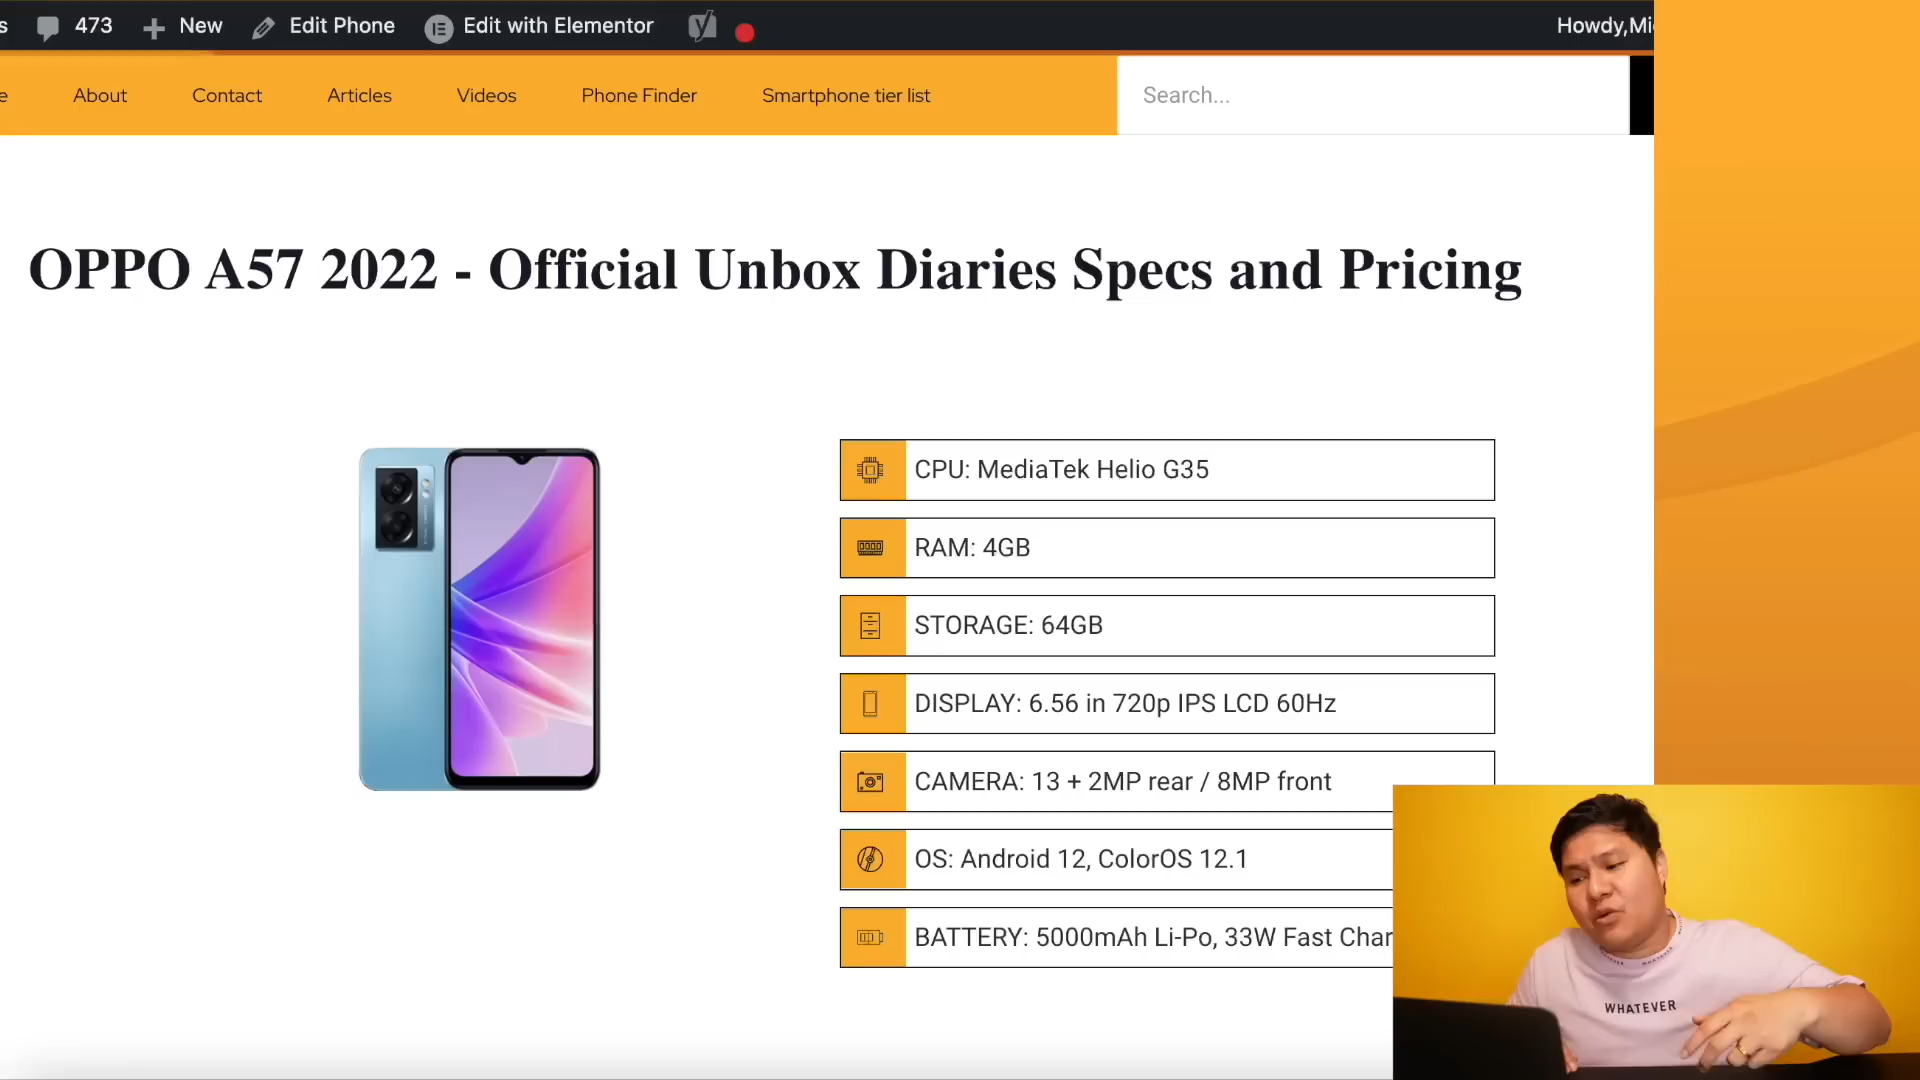 s 473 New Edit Phone Edit with Elementor Howdy,Mi
e About Contact Articles Videos Phone Finder Smartphone tier list Search...
OPPO A57 2022 - Official Unbox Diaries Specs and Pricing
CPU: MediaTek Helio G35
RAM: 4GB
STORAGE: 64GB
DISPLAY: 6.56 in 720p IPS LCD 60Hz
CAMERA: 13 + 2MP rear / 8MP front
OS: Android 12, ColorOS 12.1
BATTERY: 5000mAh Li-Po, 33W Fast Char
WHATEVER